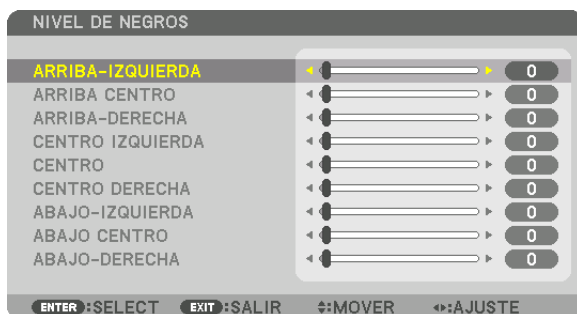 NIVEL DE NEGROS
ARRIBA-IZQUIERDA 0
ARRIBA CENTRO 0
ARRIBA-DERECHA 0
CENTRO IZQUIERDA 0
CENTRO 0
CENTRO DERECHA 0
ABAJO-IZQUIERDA 0
ABAJO CENTRO 0
ABAJO-DERECHA 0
ENTER:SELECT EXIT:SALIR :MOVER :AJUSTE